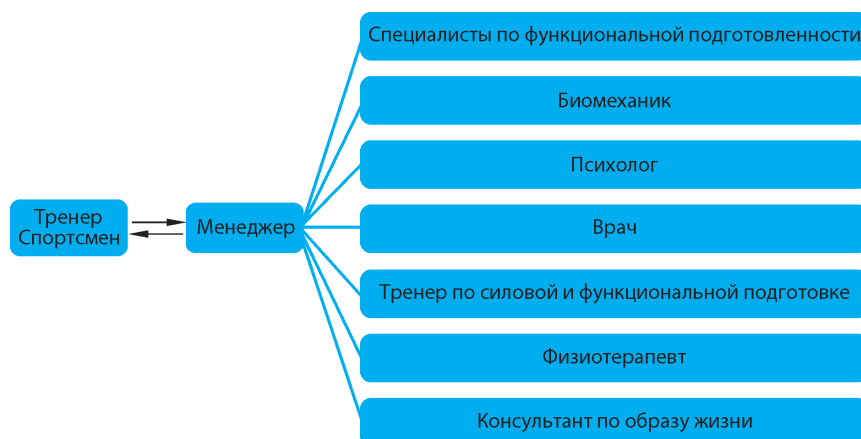 Специалисты по функциональной подготовленности
Биомеханик
Психолог
Тренер
Спортсмен
Менеджер
Врач
Тренер по силовой и функциональной подготовке
Физиотерапевт
Консультант по образу жизни